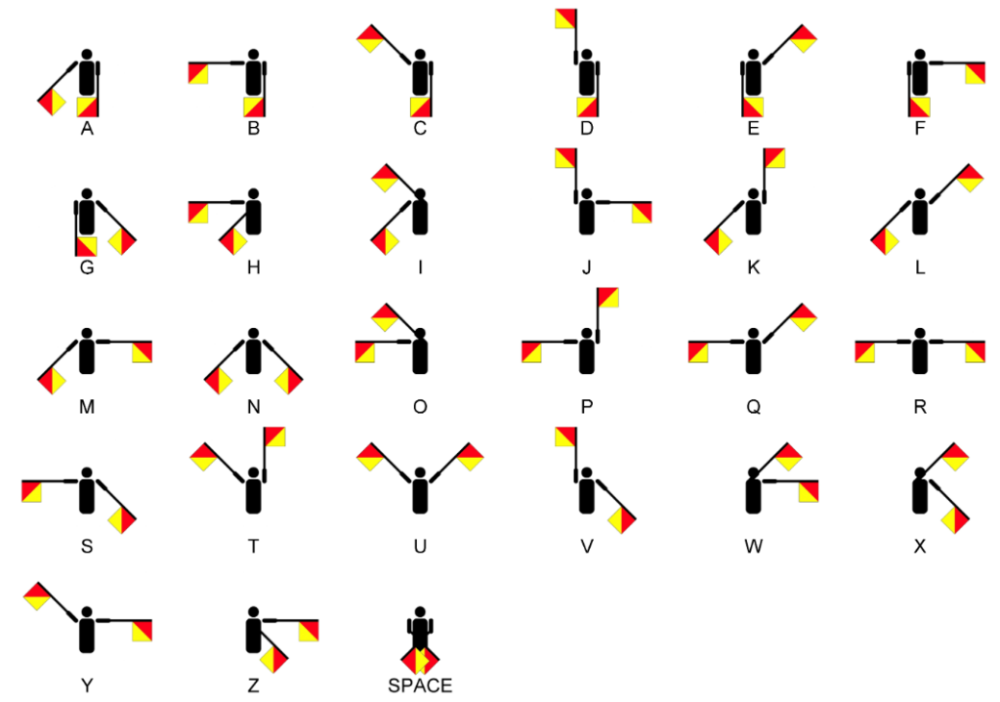 A B C D E F
G H I J K L
M N O P Q R
S T U V W X
Y Z SPACE